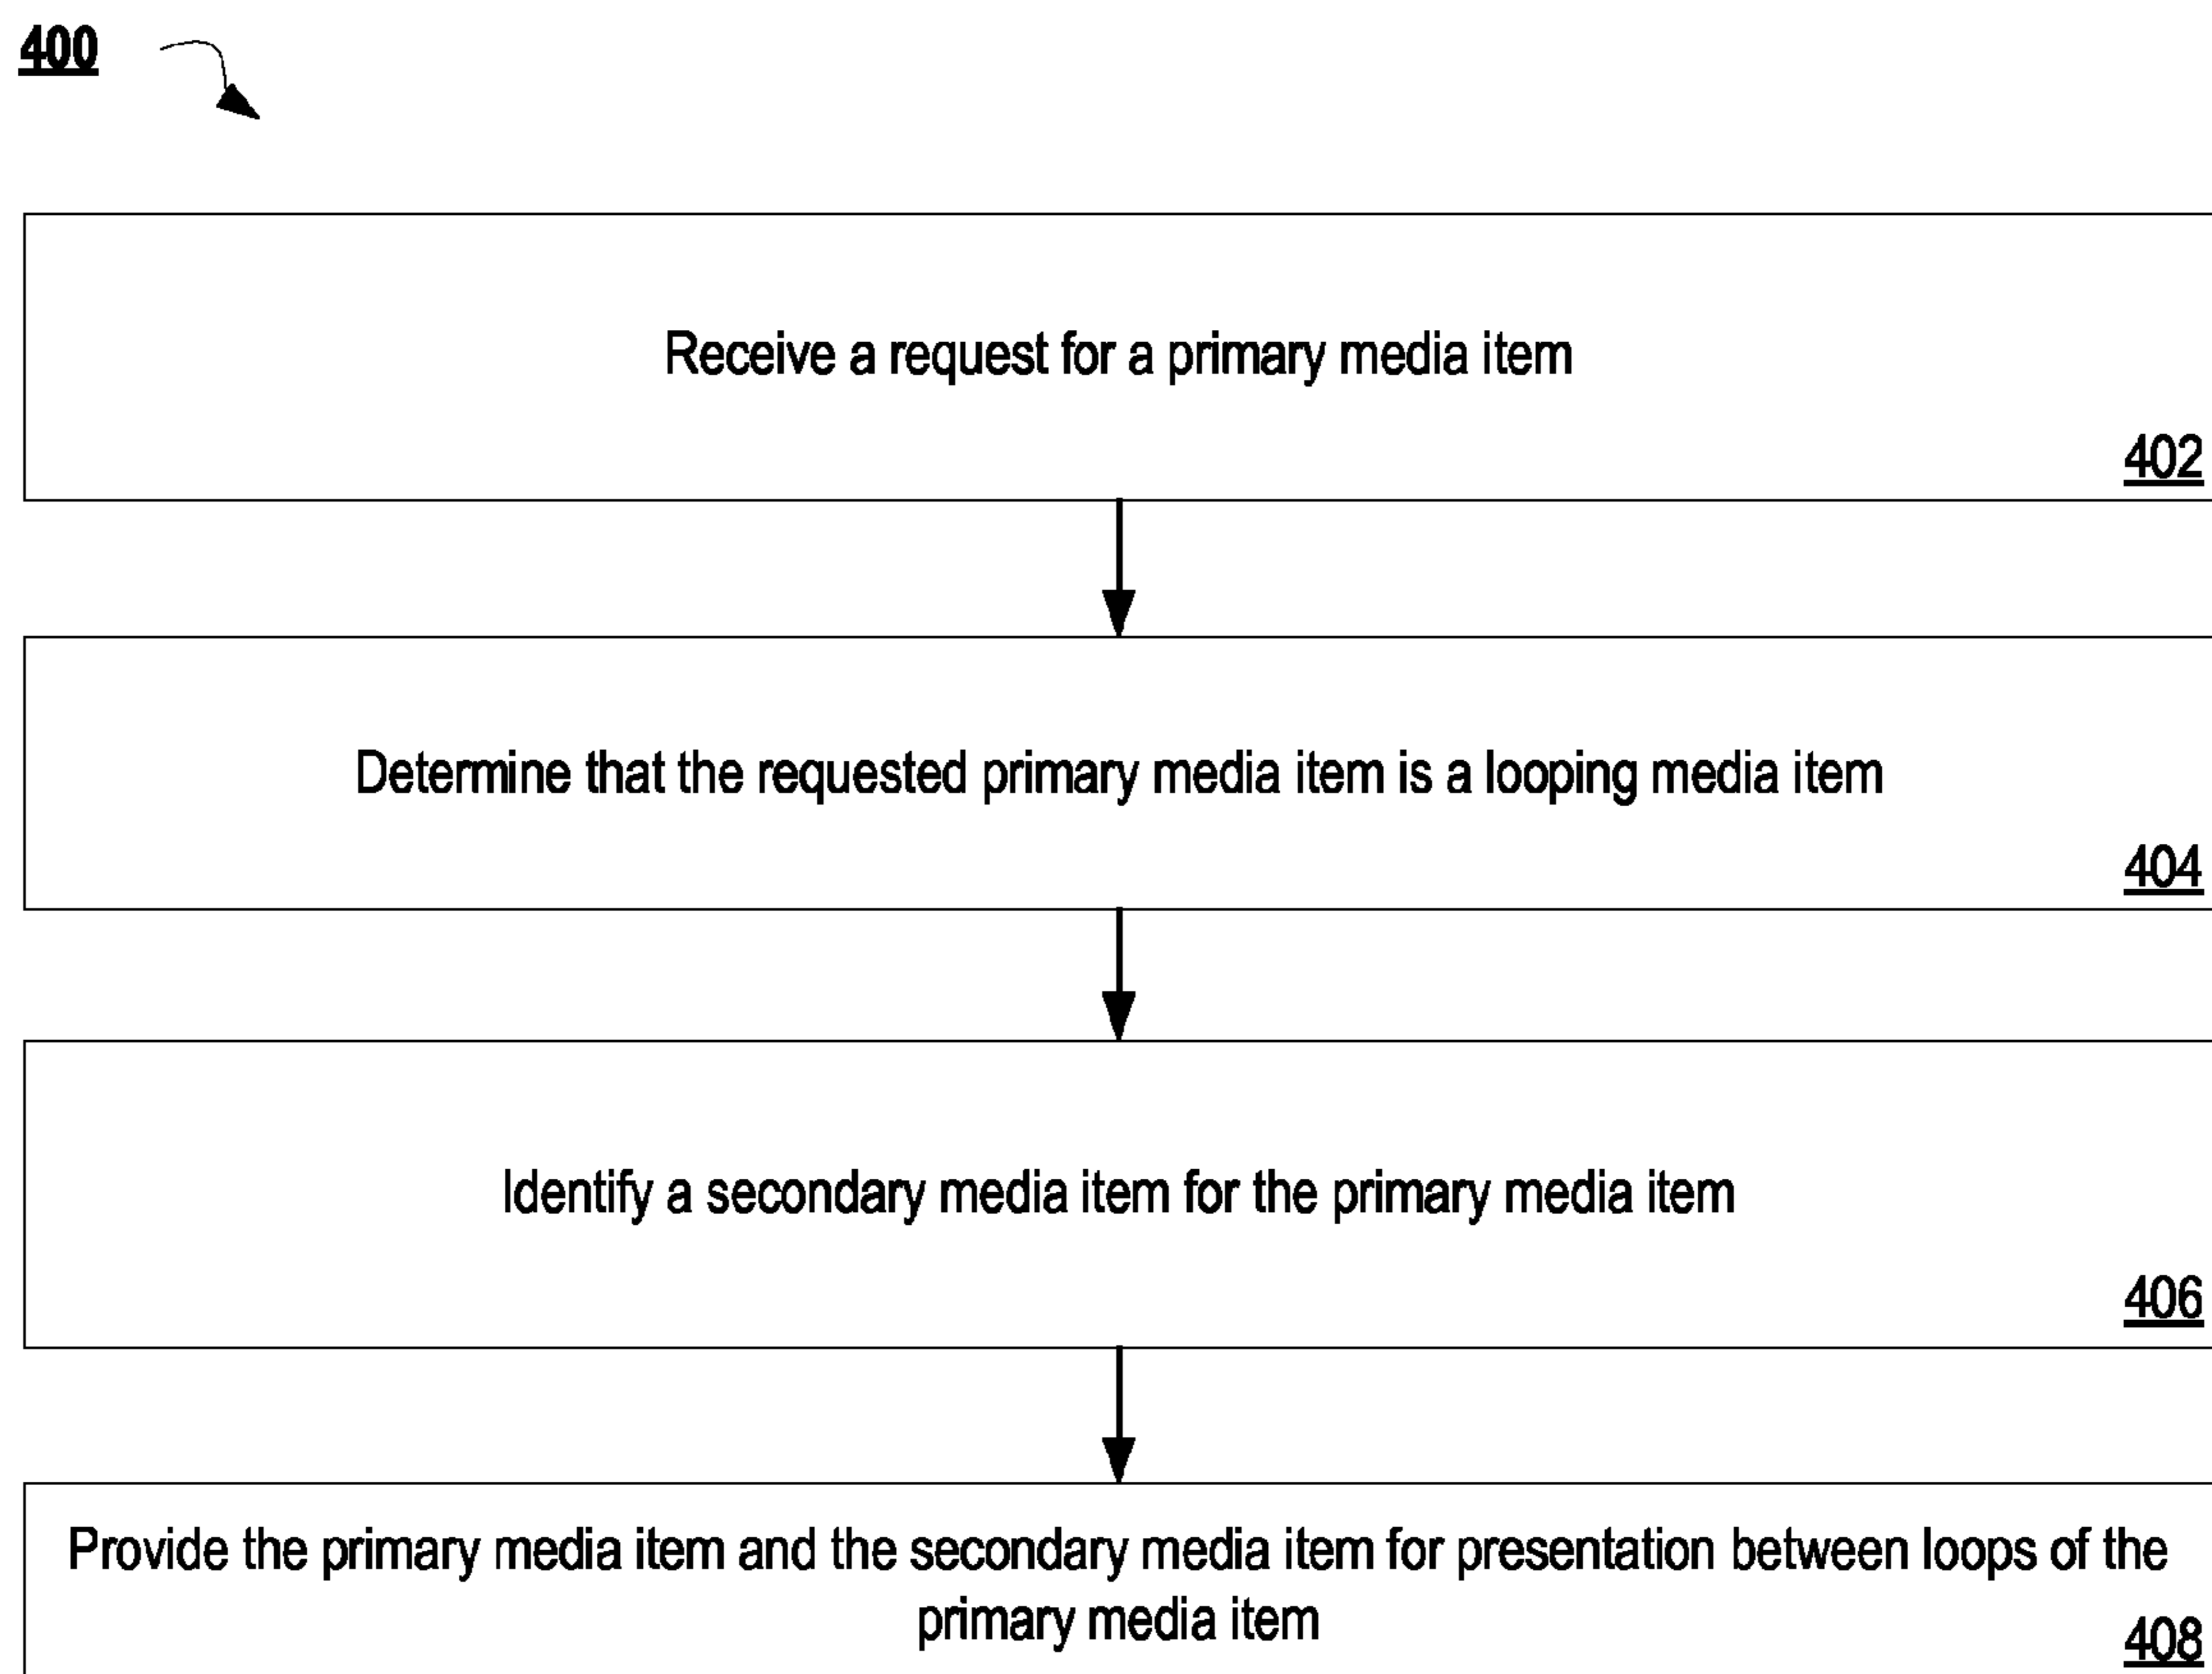 400
Receive a request for a primary media item
402
Determine that the requested primary media item is a looping media item
404
Identify a secondary media item for the primary media item
406
Provide the primary media item and the secondary media item for presentation between loops of the
primary media item
408